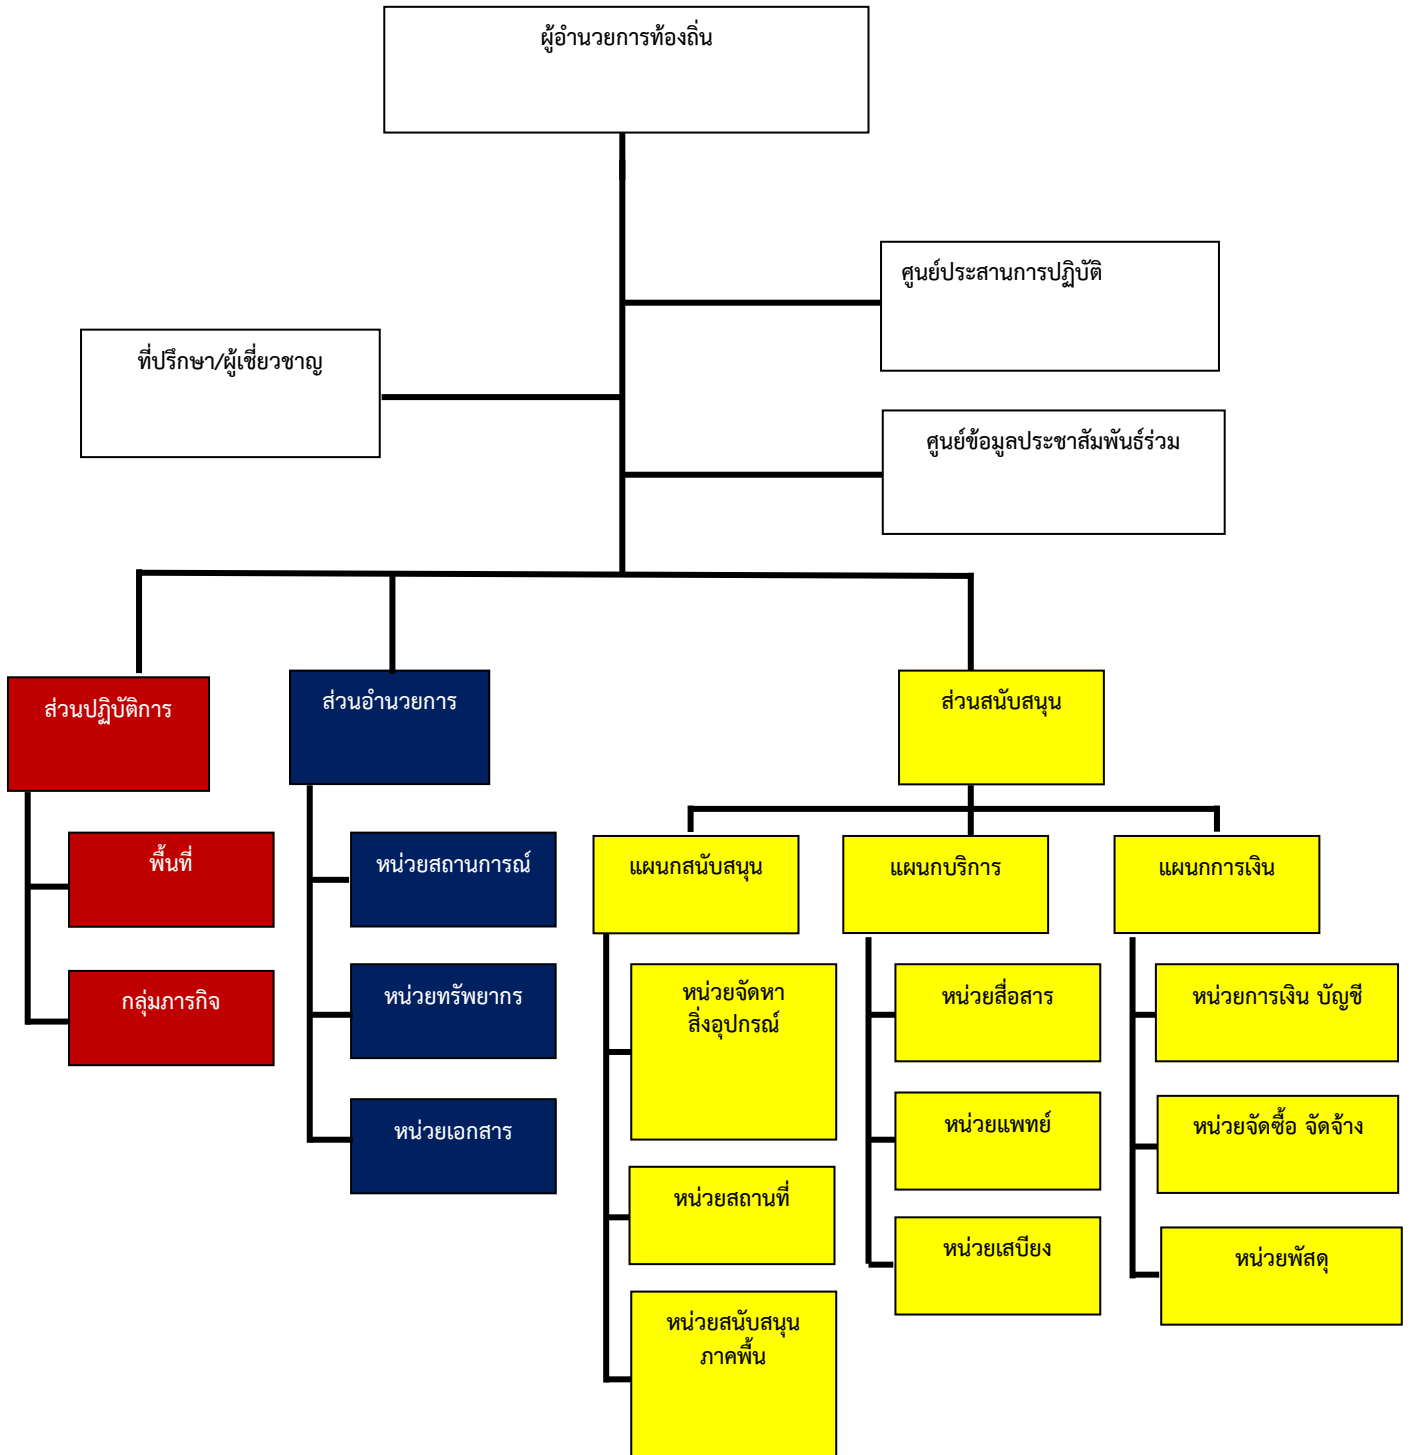 ผู้อำนวยการท้องถิ่น
ศูนย์ประสานการปฏิบัติ
ที่ปรึกษา/ผู้เชี่ยวชาญ
ศูนย์ข้อมูลประชาสัมพันธ์ร่วม
ส่วนปฏิบัติการ
ส่วนอำนวยการ
ส่วนสนับสนุน
พื้นที่
กลุ่มภารกิจ
หน่วยสถานการณ์
หน่วยทรัพยากร
หน่วยเอกสาร
แผนกสนับสนุน
หน่วยจัดหา
สิ่งอุปกรณ์
หน่วยสถานที่
หน่วยสนับสนุน
ภาคพื้น
แผนกบริการ
หน่วยสื่อสาร
หน่วยแพทย์
หน่วยเสบียง
แผนกการเงิน
หน่วยการเงิน บัญชี
หน่วยจัดซื้อ จัดจ้าง
หน่วยพัสดุ